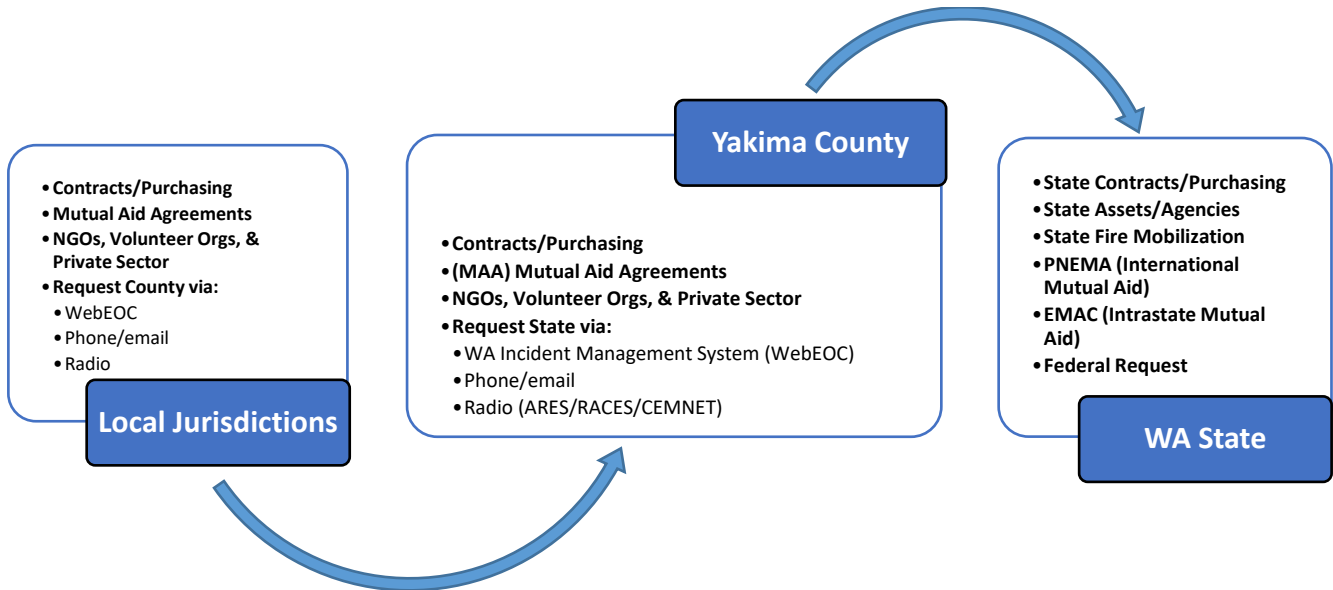 • Contracts/Purchasing
• Mutual Aid Agreements
• NGOs, Volunteer Orgs, &
Private Sector
• Request County via:
• WebEOC
• Phone/email
• Radio
Local Jurisdictions
Yakima County
• Contracts/Purchasing
• (MAA) Mutual Aid Agreements
• NGOs, Volunteer Orgs, & Private Sector
• Request State via:
• WA Incident Management System (WebEOC)
• Phone/email
• Radio (ARES/RACES/CEMNET)
• State Contracts/Purchasing
• State Assets/Agencies
• State Fire Mobilization
• PNEMA (International
Mutual Aid)
• EMAC (Intrastate Mutual
Aid)
• Federal Request
WA State